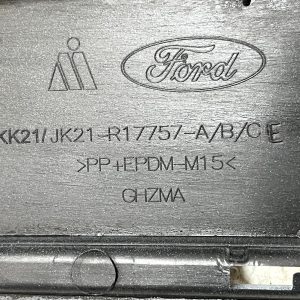 Ford
KK21/JK21-R17757-A/B/C E
>PP+EPDM-M15<
GHZMA